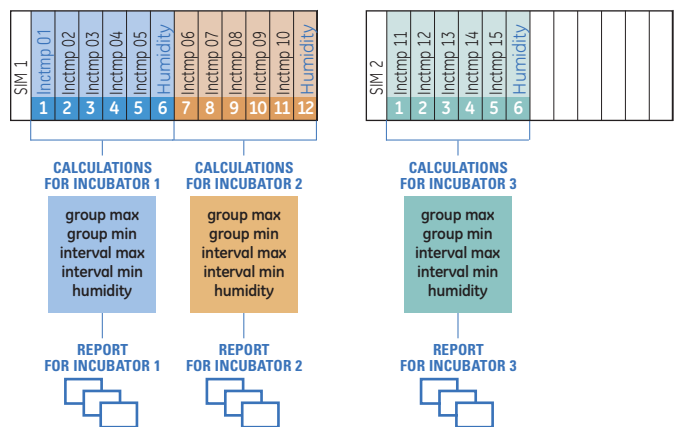 SIM 1
Inctmp 01
Inctmp 02
Inctmp 03
Inctmp 04
Inctmp 05
Humidity
Inctmp 06
Inctmp 07
Inctmp 08
Inctmp 09
Inctmp 10
Humidity
1 2 3 4 5 6 7 8 9 10 11 12
SIM 2
Inctmp 11
Inctmp 12
Inctmp 13
Inctmp 14
Inctmp 15
Humidity
1 2 3 4 5 6
CALCULATIONS
FOR INCUBATOR 1
group max
group min
interval max
interval min
humidity
REPORT
FOR INCUBATOR 1
CALCULATIONS
FOR INCUBATOR 2
group max
group min
interval max
interval min
humidity
REPORT
FOR INCUBATOR 2
CALCULATIONS
FOR INCUBATOR 3
group max
group min
interval max
interval min
humidity
REPORT
FOR INCUBATOR 3